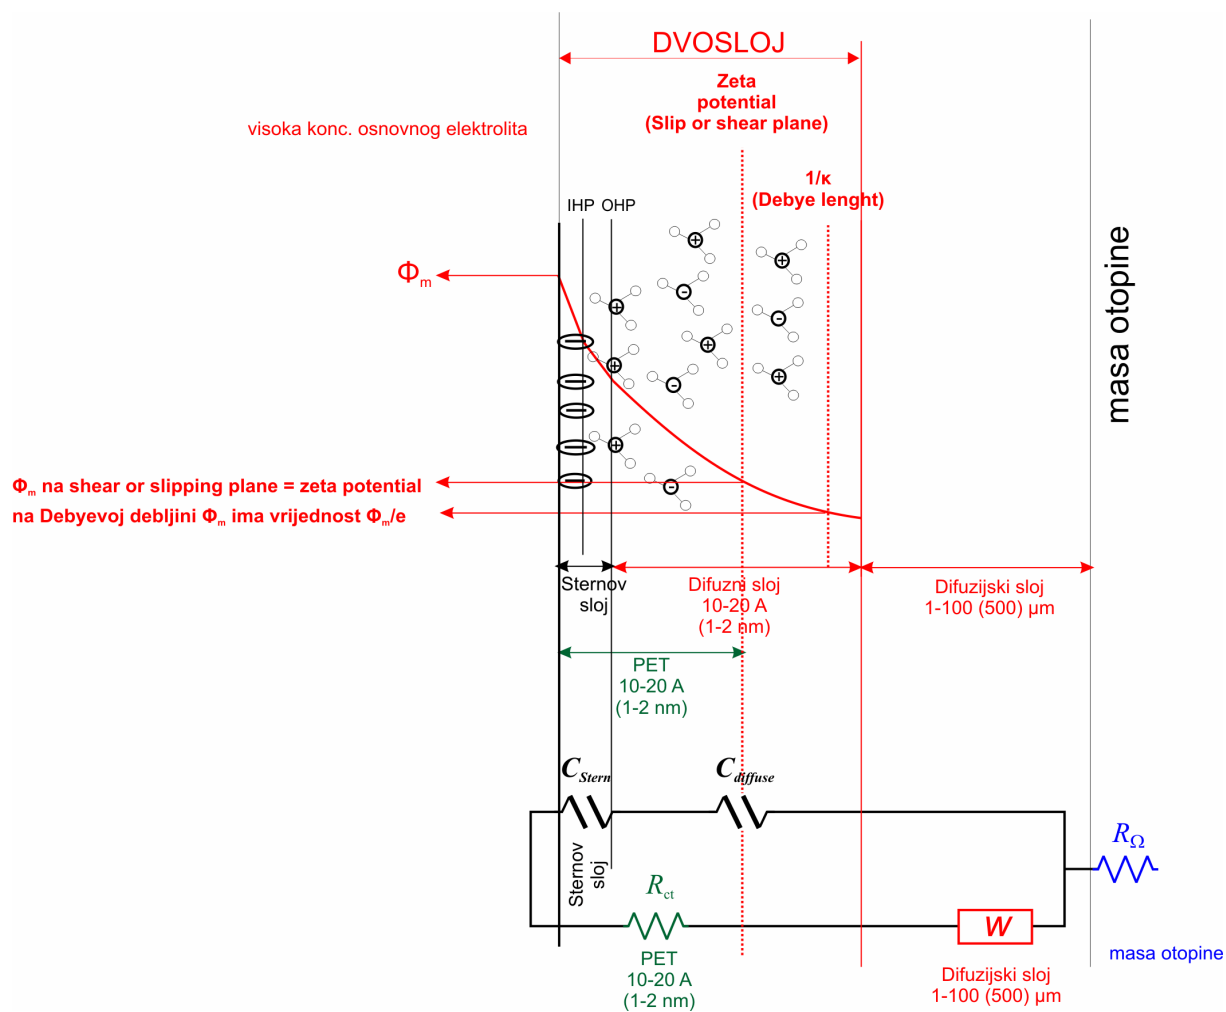 DVOSLOJ
Zeta
potential
(Slip or shear plane)
visoka konc. osnovnog elektrolita
1/κ
(Debye lenght)
IHP OHP
Φm
masa otopine
Φm na shear or slipping plane = zeta potential
na Debyevoj debljini Φm ima vrijednost Φm/e
Sternov
sloj
Difuzni sloj
10-20 A
(1-2 nm)
Difuzijski sloj
1-100 (500) µm
PET
10-20 A
(1-2 nm)
CStern
Cdiffuse
Sternov
sloj
Rct
RΩ
W
PET
10-20 A
(1-2 nm)
Difuzijski sloj
1-100 (500) µm
masa otopine